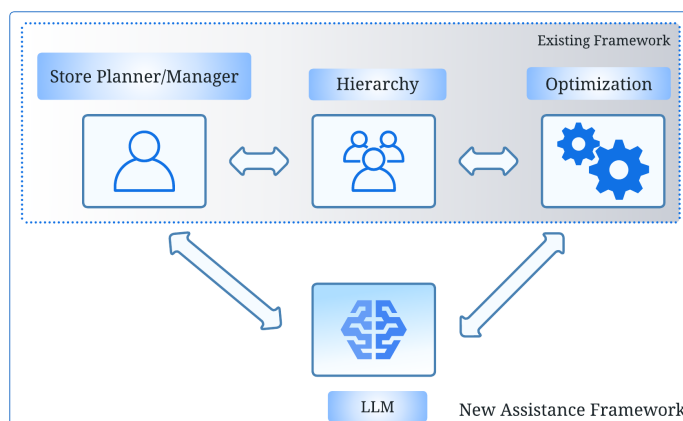 Existing Framework
Store Planner/Manager
Hierarchy
Optimization
LLM
New Assistance Framework